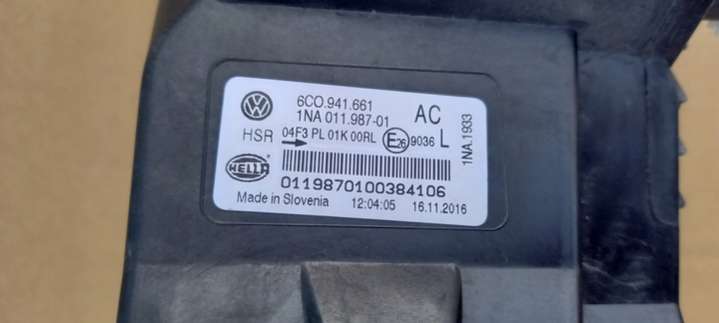 6C0.941.661 AC
1NA 011.987-01
HSR 04F3 PL 01K 00RL E26 9036 L
1NA.1933
HELLA
0119870100384106
Made in Slovenia 12:04:05 16.11.2016